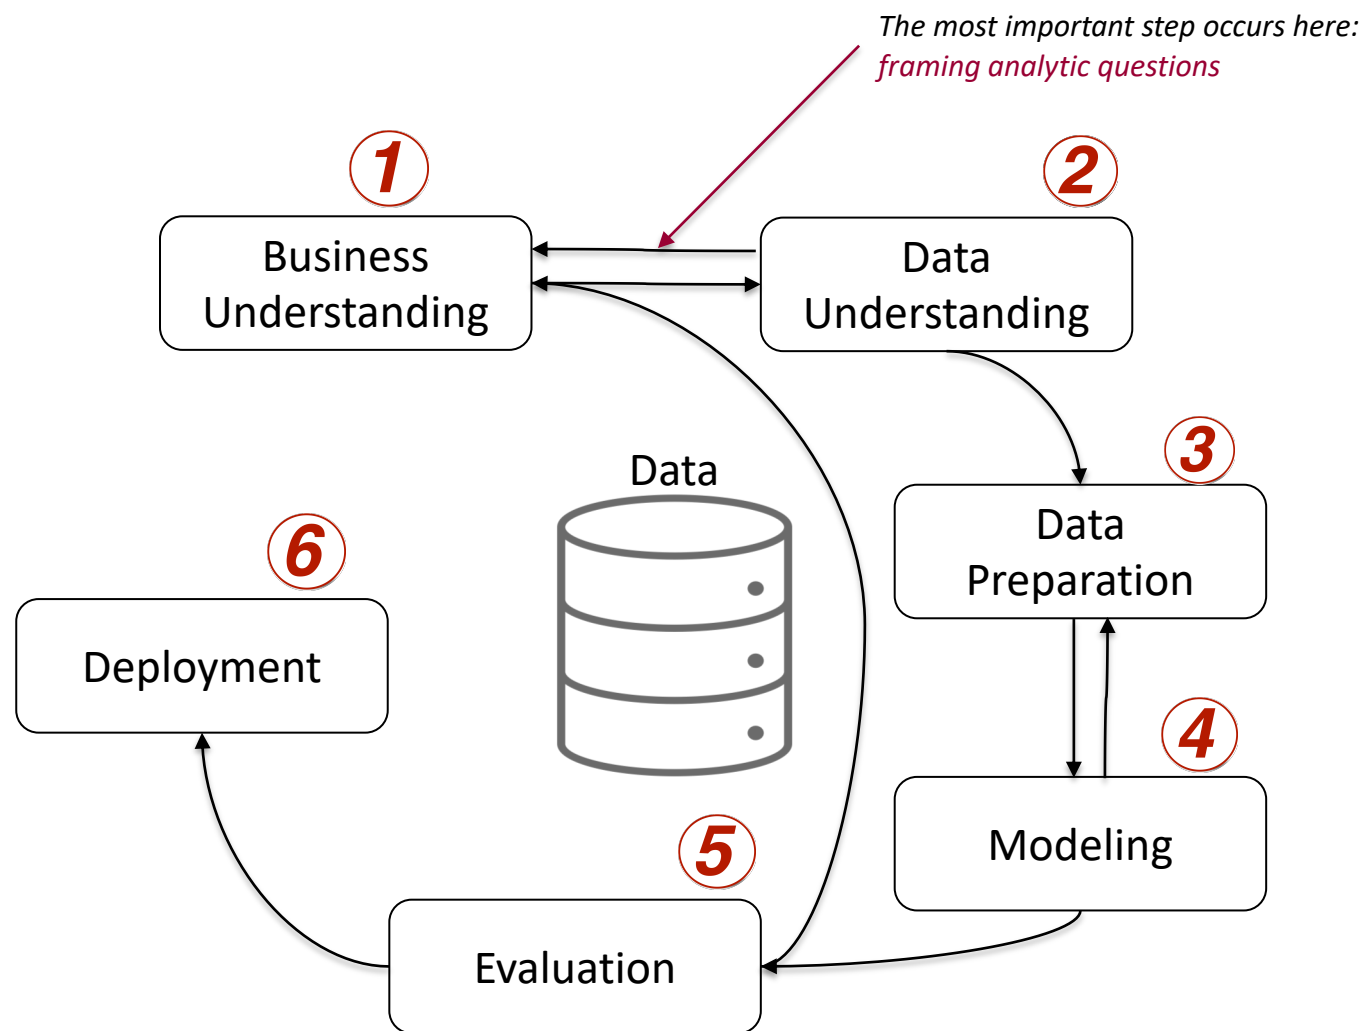 The most important step occurs here:
framing analytic questions
1
Business
Understanding
2
Data
Understanding
3
Data
Preparation
Data
6
Deployment
4
Modeling
5
Evaluation